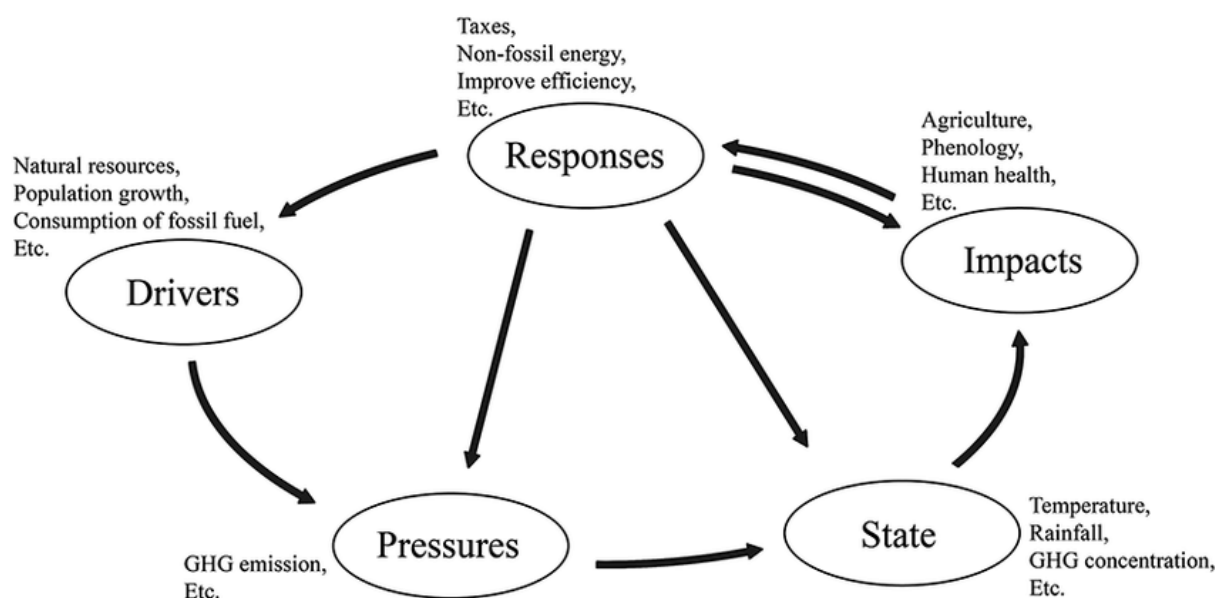 Taxes,
Non-fossil energy,
Improve efficiency,
Etc.
Responses
Agriculture,
Phenology,
Human health,
Etc.
Impacts
Natural resources,
Population growth,
Consumption of fossil fuel,
Etc.
Drivers
GHG emission,
Etc.
Pressures
State
Temperature,
Rainfall,
GHG concentration,
Etc.